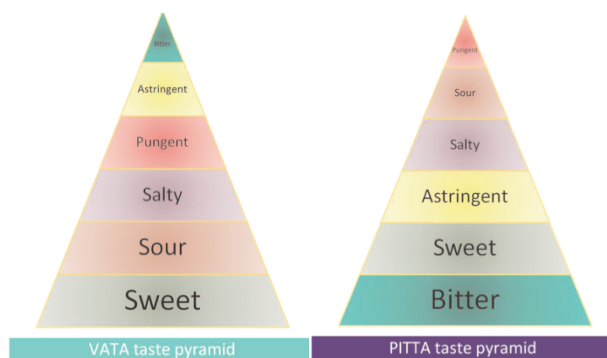 Bitter
Astringent
Pungent
Salty
Sour
Sweet
VATA taste pyramid
Pungent
Sour
Salty
Astringent
Sweet
Bitter
PITTA taste pyramid